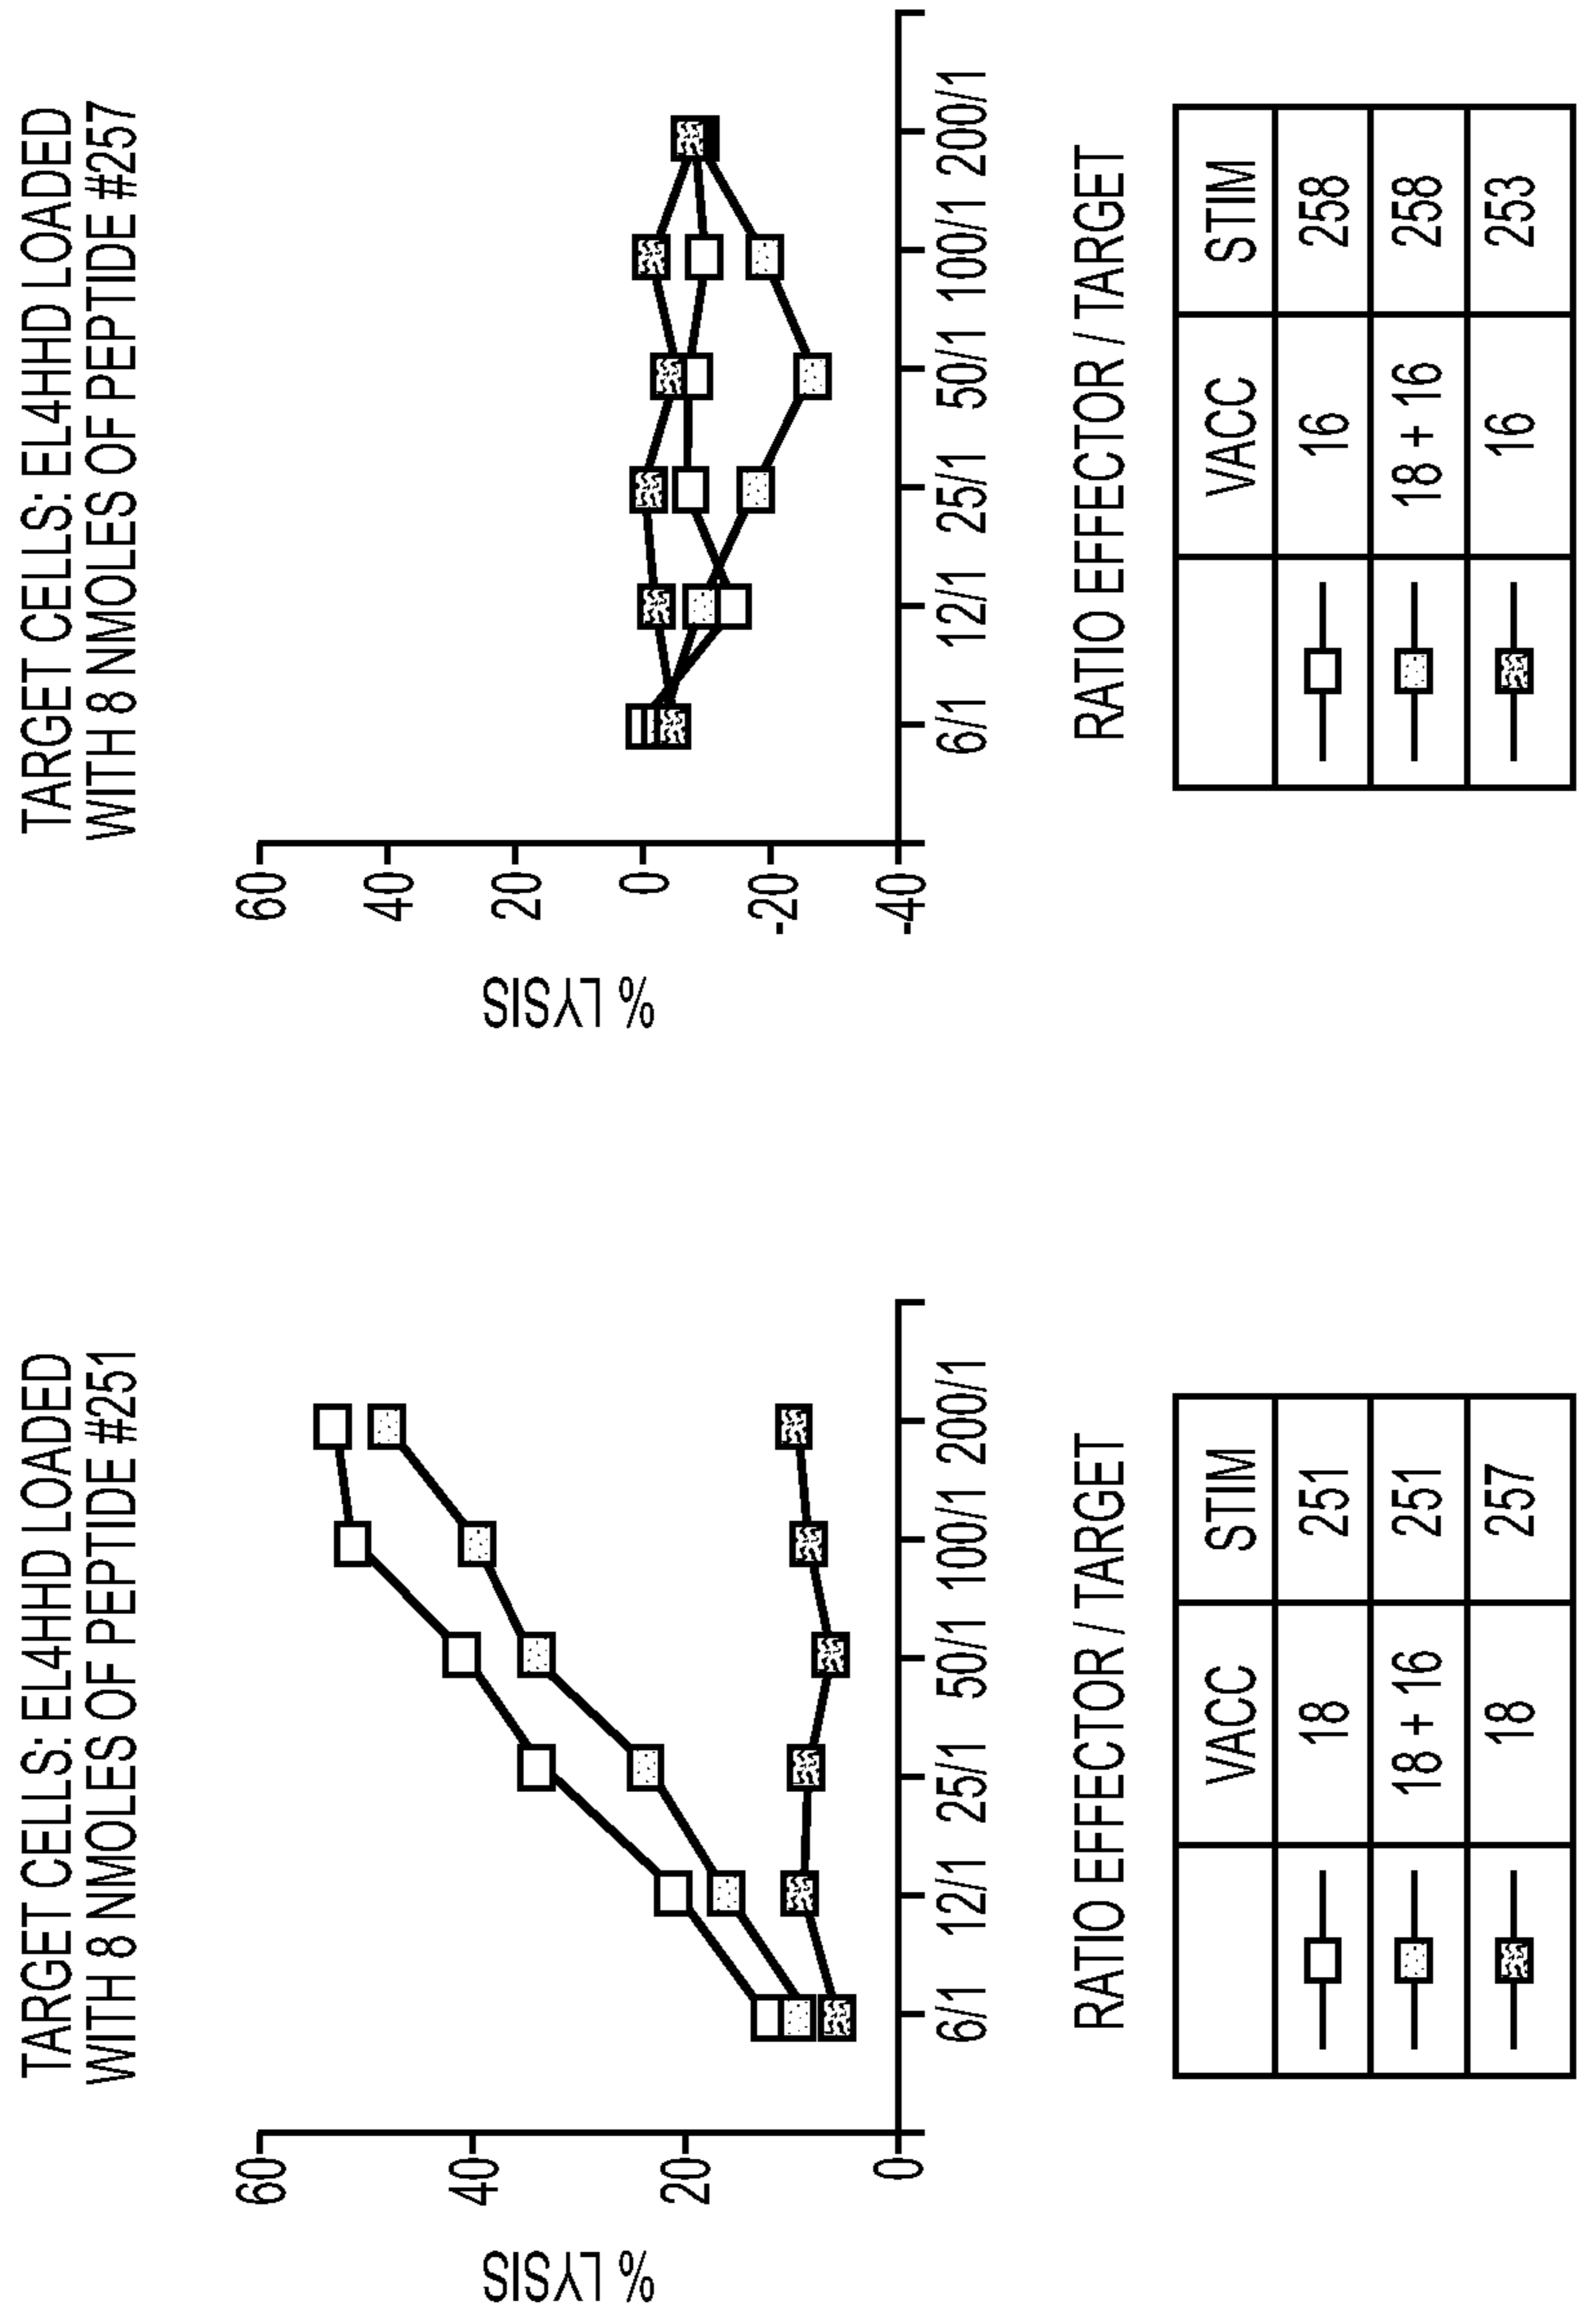 TARGET CELLS: EL4HHD LOADED
WITH 8 NMOLES OF PEPTIDE #251
% LYSIS
60
40
20
0
6/1 12/1 25/1 50/1 100/1 200/1
RATIO EFFECTOR / TARGET
VACC STIM
18 251
18 + 16 251
18 257
TARGET CELLS: EL4HHD LOADED
WITH 8 NMOLES OF PEPTIDE #257
% LYSIS
60
40
20
0
-20
-40
6/1 12/1 25/1 50/1 100/1 200/1
RATIO EFFECTOR / TARGET
VACC STIM
16 258
18 + 16 258
16 253